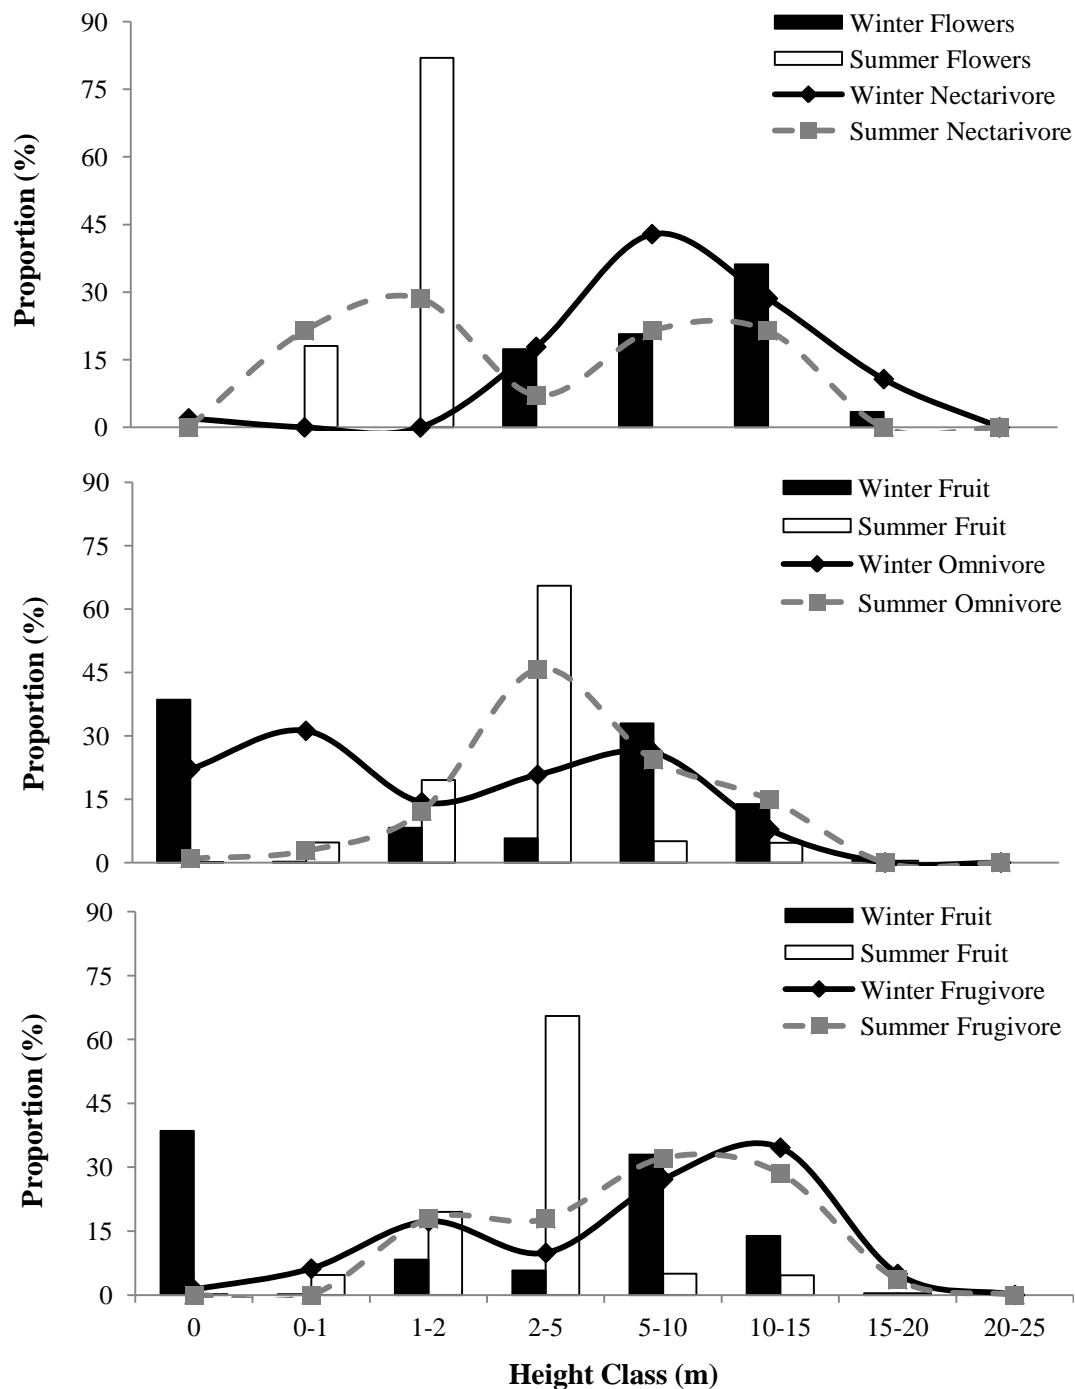 Proportion (%)
90
75
60
45
30
15
0
Winter Flowers
Summer Flowers
Winter Nectarivore
Summer Nectarivore
Proportion (%)
90
75
60
45
30
15
0
Winter Fruit
Summer Fruit
Winter Omnivore
Summer Omnivore
Proportion (%)
90
75
60
45
30
15
0
Winter Fruit
Summer Fruit
Winter Frugivore
Summer Frugivore
0 0-1 1-2 2-5 5-10 10-15 15-20 20-25
Height Class (m)